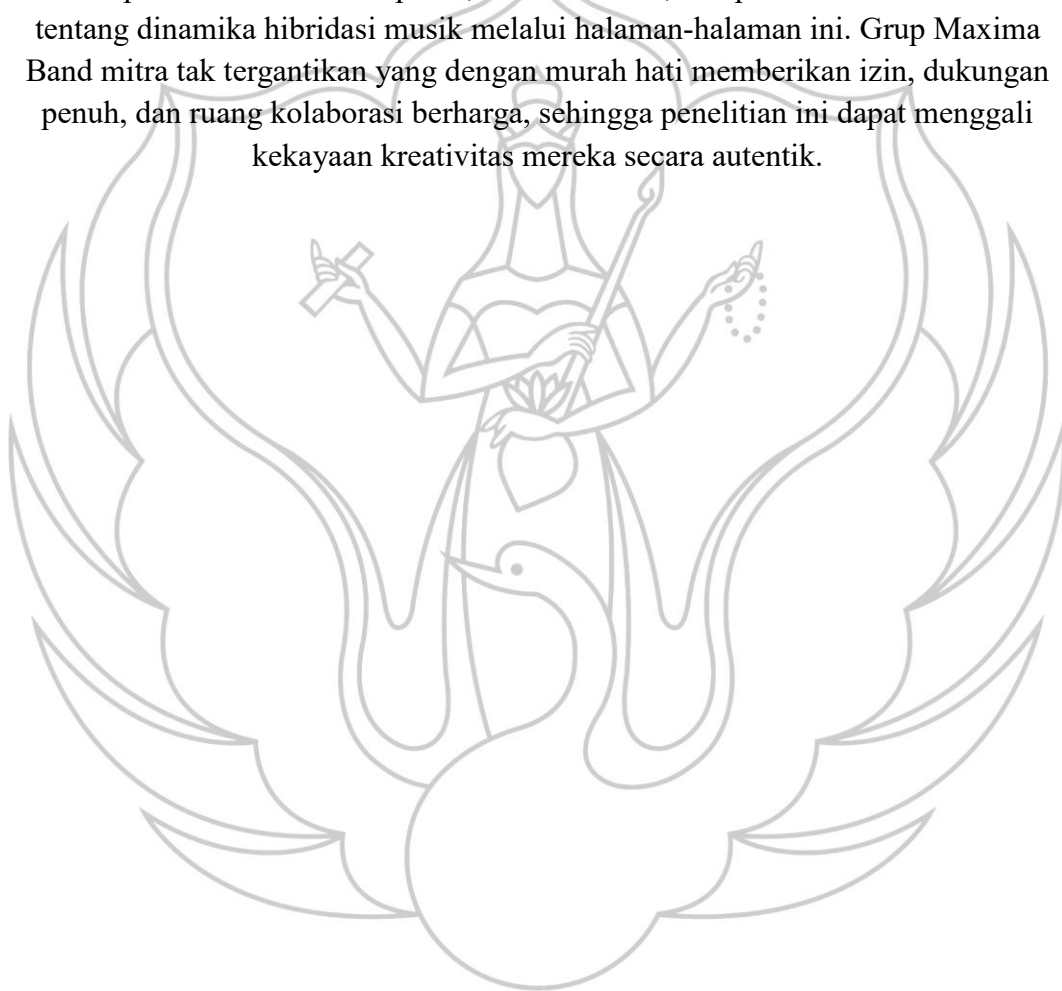 tentang dinamika hibridasi musik melalui halaman-halaman ini. Grup Maxima
Band mitra tak tergantikan yang dengan murah hati memberikan izin, dukungan
penuh, dan ruang kolaborasi berharga, sehingga penelitian ini dapat menggali
kekayaan kreativitas mereka secara autentik.